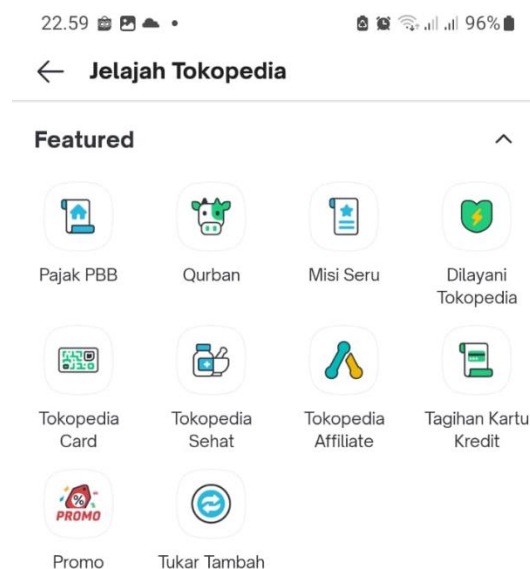 22.59 96%
Jelajah Tokopedia
Featured
Pajak PBB
Qurban
Misi Seru
Dilayani
Tokopedia
Tokopedia
Card
Tokopedia
Sehat
Tokopedia
Affiliate
Tagihan Kartu
Kredit
PROMO
Promo
Tukar Tambah